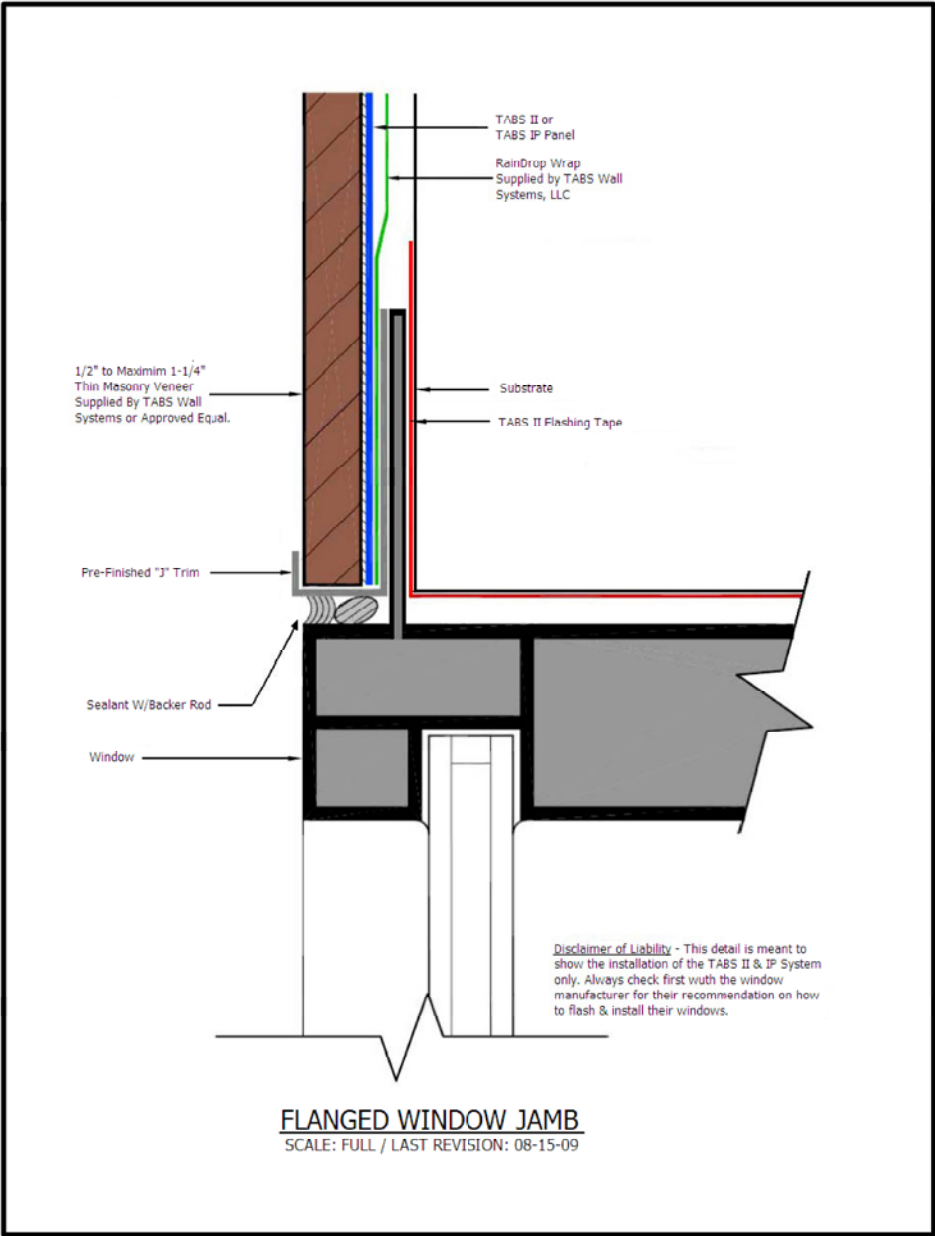 TABS II or
TABS IP Panel
RainDrop Wrap
Supplied by TABS Wall
Systems, LLC
1/2" to Maximim 1-1/4"
Thin Masonry Veneer
Supplied By TABS Wall
Systems or Approved Equal.
Substrate
TABS II Flashing Tape
Pre-Finished "J" Trim
Sealant W/Backer Rod
Window
Disclaimer of Liability - This detail is meant to
show the installation of the TABS II & IP System
only. Always check first wuth the window
manufacturer for their recommendation on how
to flash & install their windows.
FLANGED WINDOW JAMB
SCALE: FULL / LAST REVISION: 08-15-09